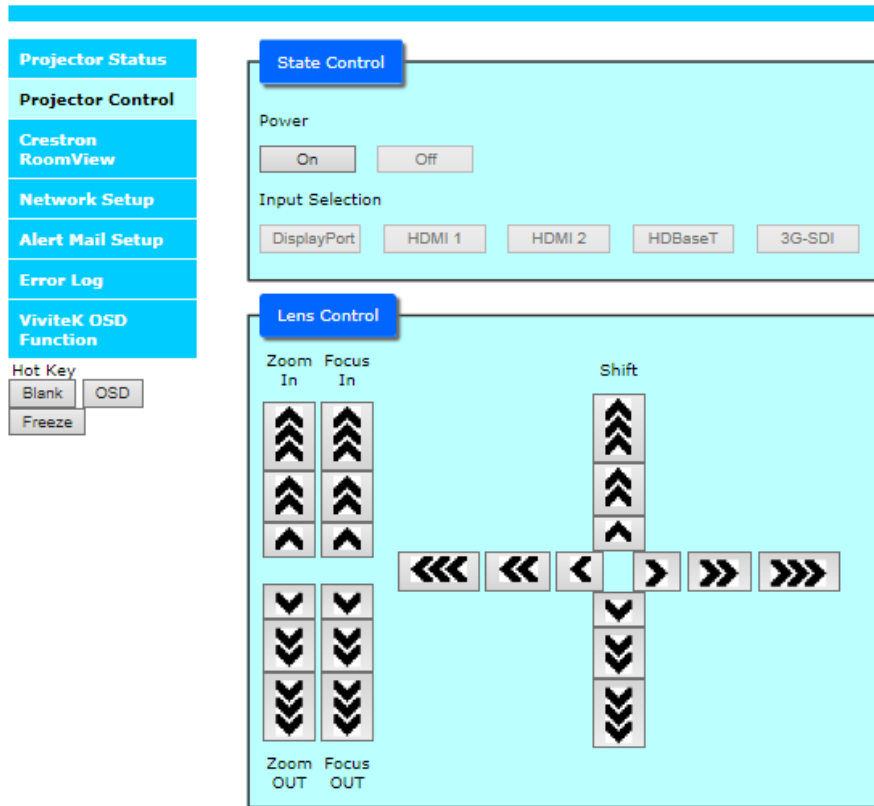 Projector Status
Projector Control
Crestron
RoomView
Network Setup
Alert Mail Setup
Error Log
ViviteK OSD
Function
Hot Key
Blank OSD
Freeze
State Control
Power
On Off
Input Selection
DisplayPort HDMI 1 HDMI 2 HDBaseT 3G-SDI
Lens Control
Zoom Focus
In In
Shift
Zoom Focus
OUT OUT